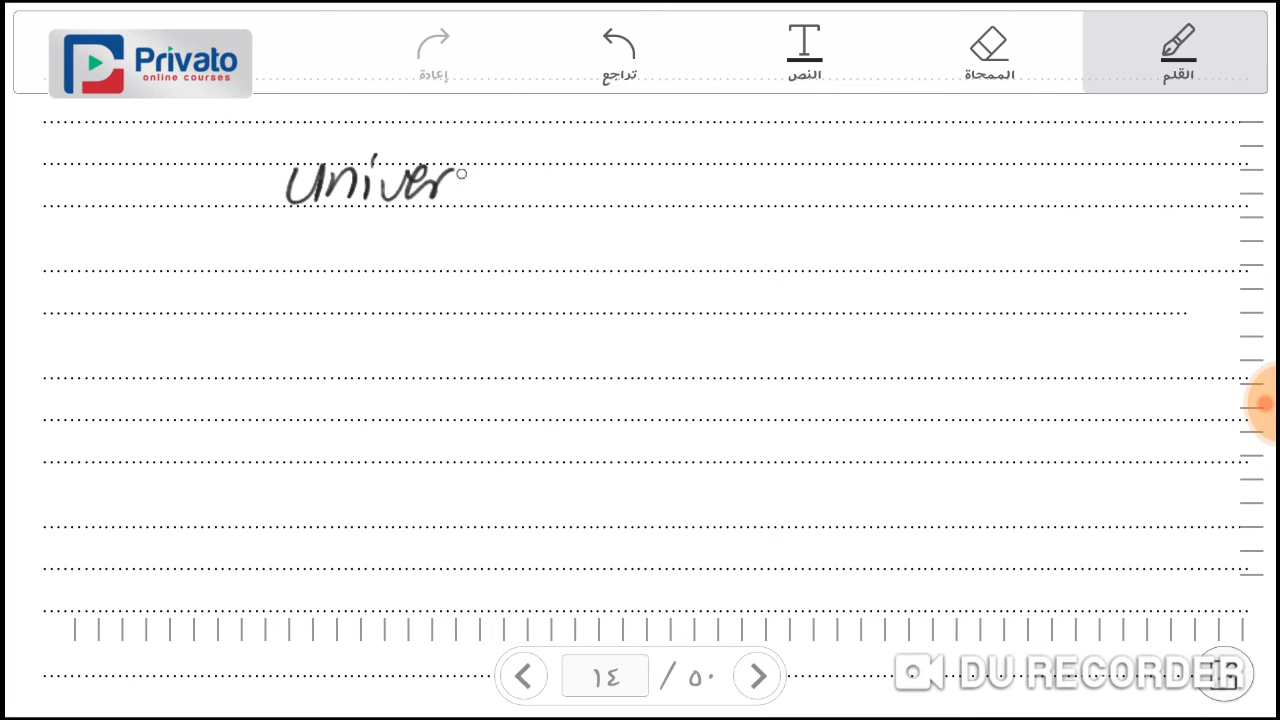 Privato
online courses
إعادة
تراجع
النص
الممحاة
القلم
univer
١٤ / ٥٠
DU RECORDER